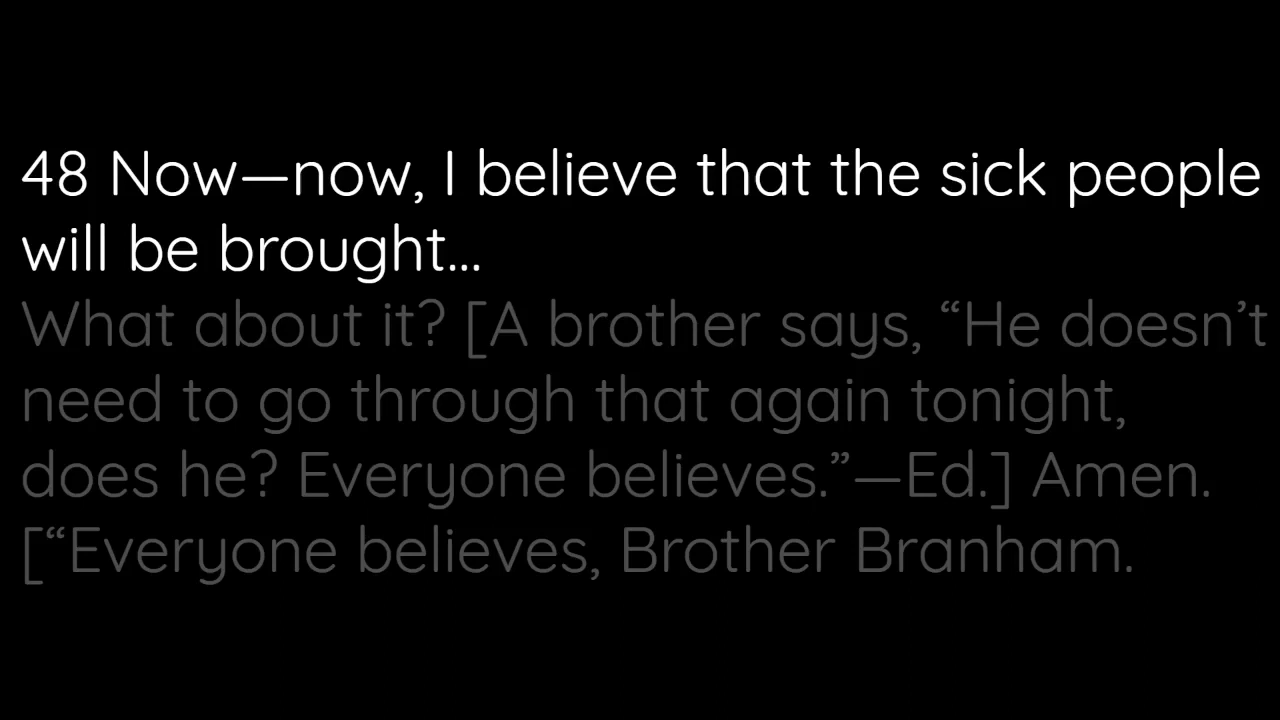 48 Now—now, I believe that the sick people
will be brought...
What about it? [A brother says, “He doesn’t
need to go through that again tonight,
does he? Everyone believes.”—Ed.] Amen.
[“Everyone believes, Brother Branham.